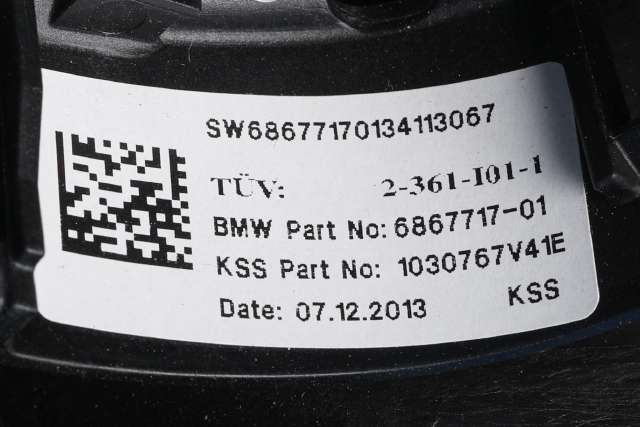 SW68677170134113067
TÜV: 2-361-I01-1
BMW Part No: 6867717-01
KSS Part No: 1030767V41E
Date: 07.12.2013 KSS